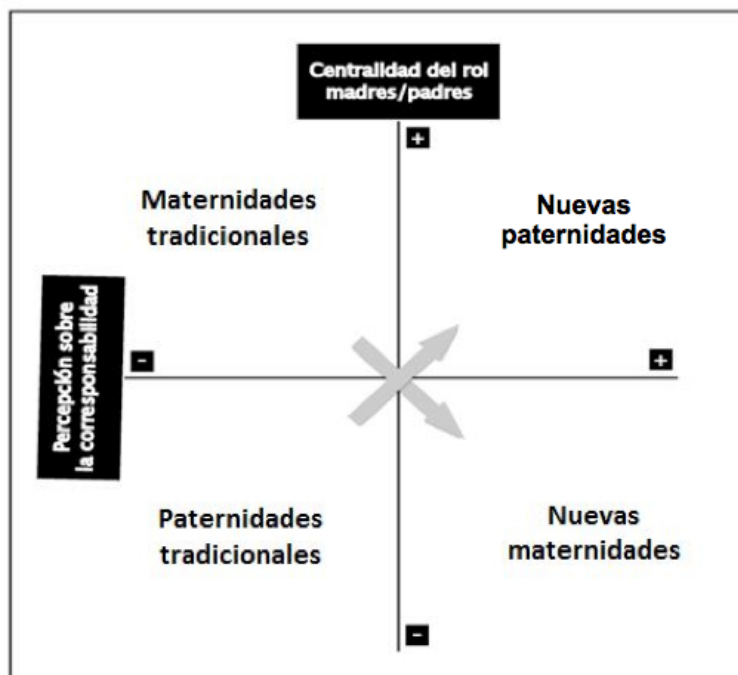 Centralidad del rol
madres/padres
+
Maternidades
tradicionales
Nuevas
paternidades
Percepción sobre
la corresponsabilidad
-
+
Paternidades
tradicionales
Nuevas
maternidades
-